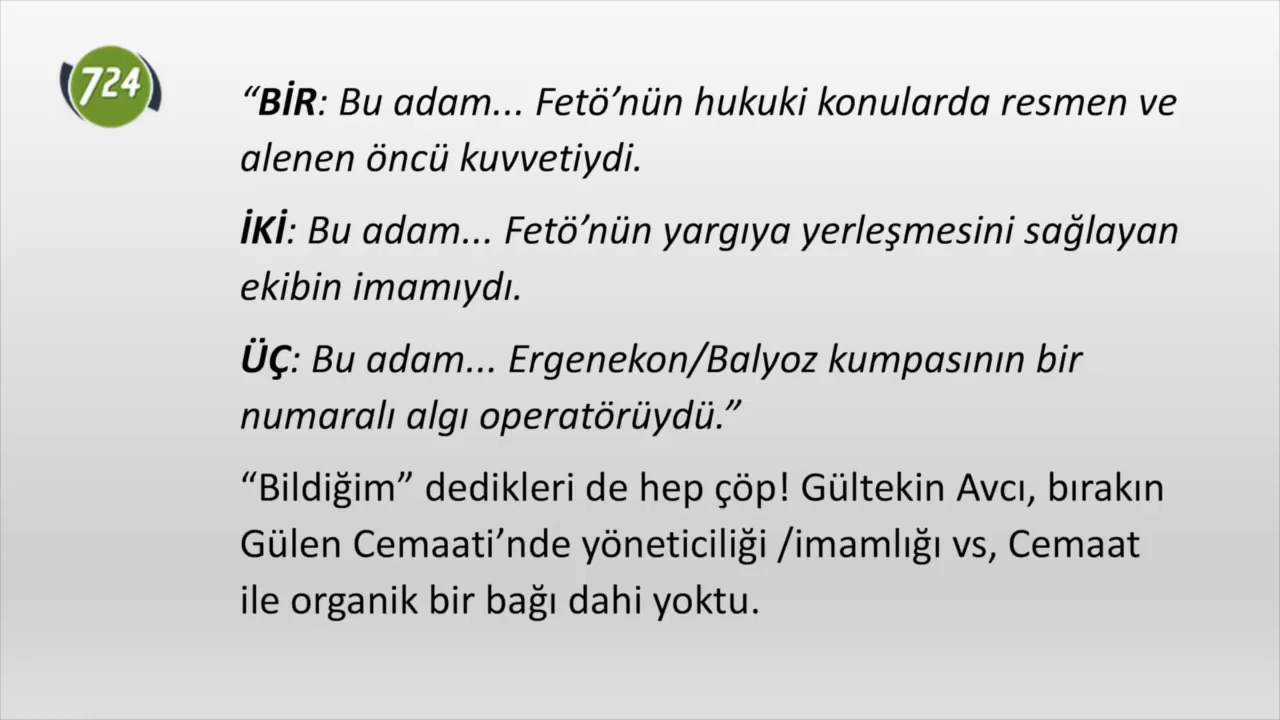 724
“BİR: Bu adam... Fetö’nün hukuki konularda resmen ve
alenen öncü kuvvetiydi.
İKİ: Bu adam... Fetö’nün yargıya yerleşmesini sağlayan
ekibin imamıydı.
ÜÇ: Bu adam... Ergenekon/Balyoz kumpasının bir
numaralı algı operatörüydü.”
“Bildiğim” dedikleri de hep çöp! Gültekin Avcı, bırakın
Gülen Cemaati’nde yöneticiliği /imamlığı vs, Cemaat
ile organik bir bağı dahi yoktu.